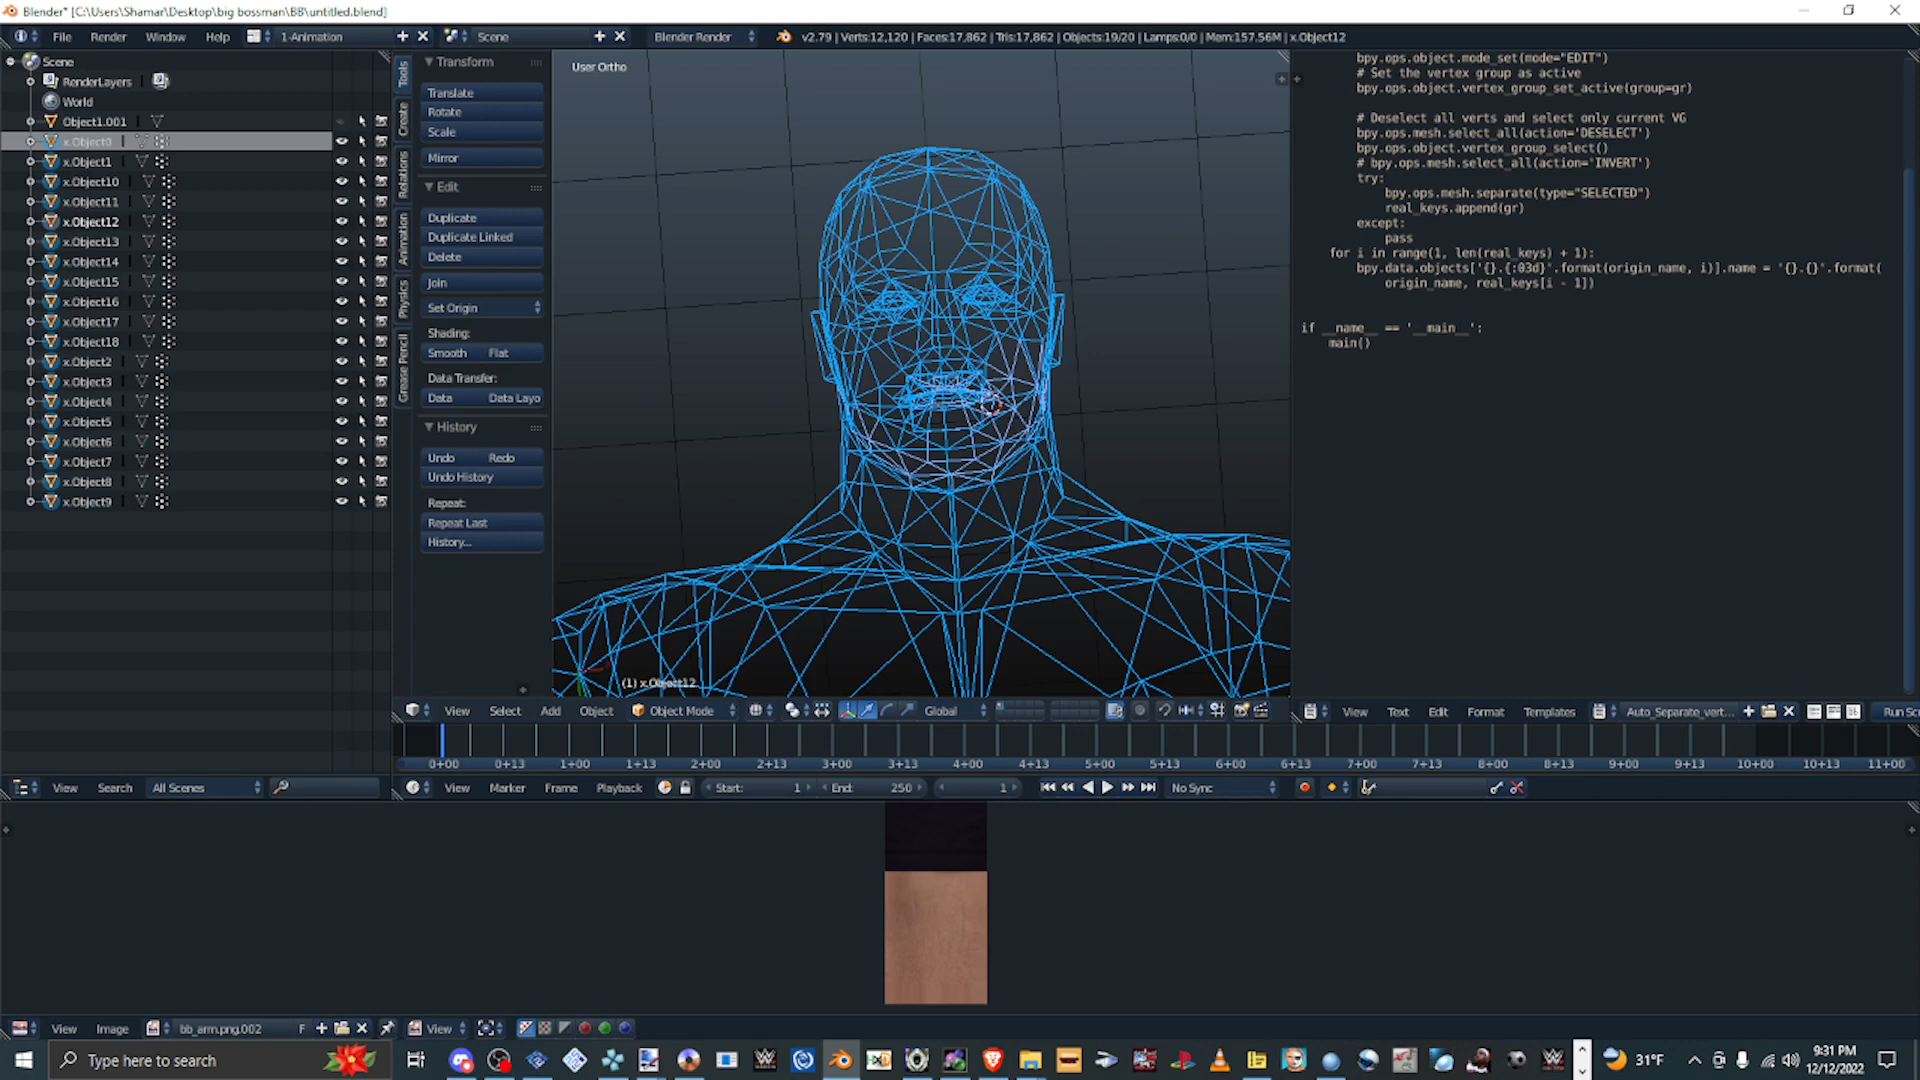 Blender* [C:\Users\Shamar\Desktop\big bossman\BB\untitled.blend]
File Render Window Help 1-Animation Scene Blender Render v2.79 | Verts:12,120 | Faces:17,862 | Tris:17,862 | Objects:19/20 | Lamps:0/0 | Mem:157.56M | x.Object12
Scene
RenderLayers
World
Object1.001
x.Object0
x.Object1
x.Object10
x.Object11
x.Object12
x.Object13
x.Object14
x.Object15
x.Object16
x.Object17
x.Object18
x.Object2
x.Object3
x.Object4
x.Object5
x.Object6
x.Object7
x.Object8
x.Object9
View Search All Scenes
Tools
Create
Relations
Animation
Physics
Grease Pencil
Transform
Translate
Rotate
Scale
Mirror
Edit
Duplicate
Duplicate Linked
Delete
Join
Set Origin
Shading:
Smooth Flat
Data Transfer:
Data Data Layo
History
Undo Redo
Undo History
Repeat:
Repeat Last
History...
User Ortho
(1) x.Object12
View Select Add Object Object Mode Global
bpy.ops.object.mode_set(mode="EDIT")
# Set the vertex group as active
bpy.ops.object.vertex_group_set_active(group=gr)
# Deselect all verts and select only current VG
bpy.ops.mesh.select_all(action='DESELECT')
bpy.ops.object.vertex_group_select()
# bpy.ops.mesh.select_all(action='INVERT')
try:
bpy.ops.mesh.separate(type="SELECTED")
real_keys.append(gr)
except:
pass
for i in range(1, len(real_keys) + 1):
bpy.data.objects['{}.{:03d}'.format(origin_name, i)].name = '{}.{}'.format(
origin_name, real_keys[i - 1])
if __name__ == '__main__':
main()
View Text Edit Format Templates Auto_Separate_vert... Run Sc
0+00 0+13 1+00 1+13 2+00 2+13 3+00 3+13 4+00 4+13 5+00 5+13 6+00 6+13 7+00 7+13 8+00 8+13 9+00 9+13 10+00 10+13 11+00
View Marker Frame Playback Start: 1 End: 250 1 No Sync
View Image bb_arm.png.002 F View
Type here to search
31°F
9:31 PM
12/12/2022